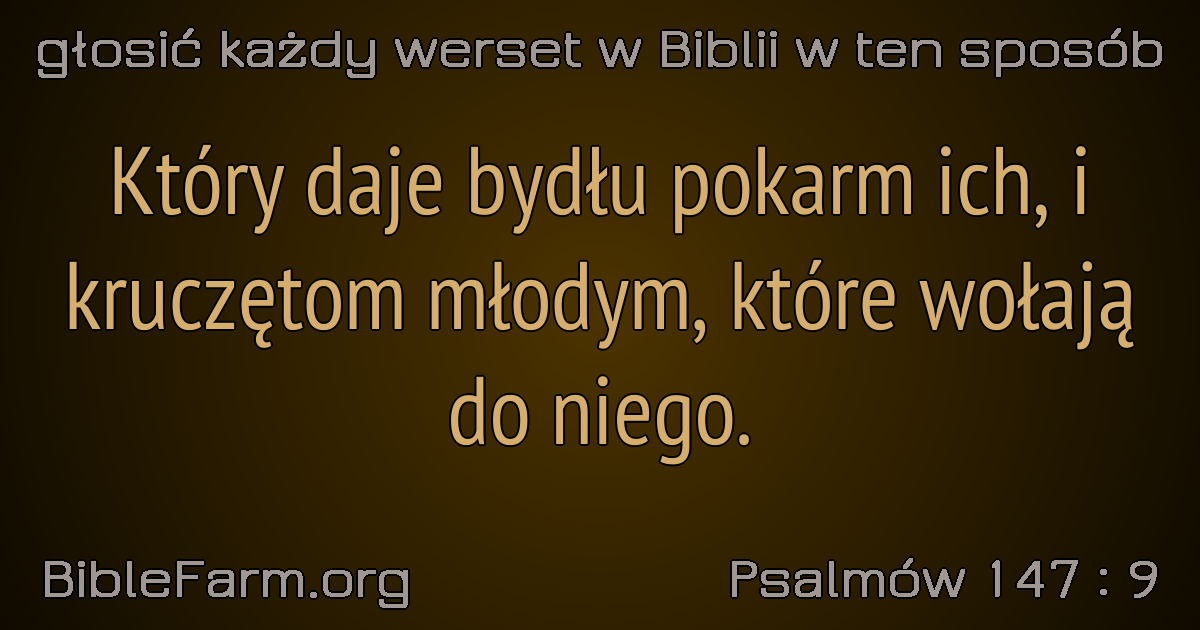 głosić każdy werset w Biblii w ten sposób
Który daje bydłu pokarm ich, i
kruczętom młodym, które wołają
do niego.
BibleFarm.org
Psalmów 147 : 9